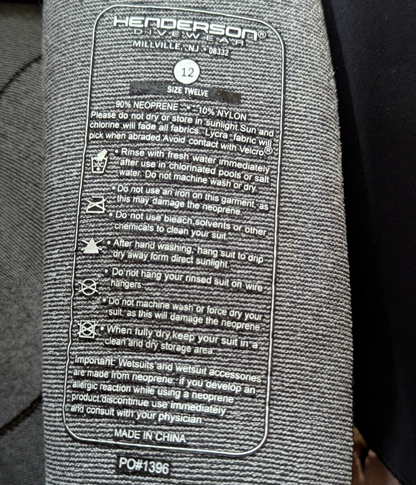 HENDERSON®
DIVEWEAR
MILLVILLE, NJ • 08332
12
SIZE TWELVE
90% NEOPRENE • 10% NYLON
Please do not dry or store in sunlight.Sun and
chlorine will fade all fabrics. Lycra fabric will
pick when abraded.Avoid contact with Velcro®
• Rinse with fresh water immediately
after use in chlorinated pools or salt
water. Do not machine wash or dry.
• Do not use an iron on this garment, as
this may damage the neoprene.
• Do not use bleach,solvents or other
chemicals to clean your suit.
• After hand washing, hang suit to drip
dry away form direct sunlight.
• Do not hang your rinsed suit on wire
hangers.
• Do not machine wash or force dry your
suit, as this will damage the neoprene
• When fully dry,keep your suit in a
clean and dry storage area.
Important: Wetsuits and wetsuit accessories
are made from neoprene. if you develop an
allergic reaction while using a neoprene
product,discontinue use immediately
and consult with your physician
MADE IN CHINA
PO#1396